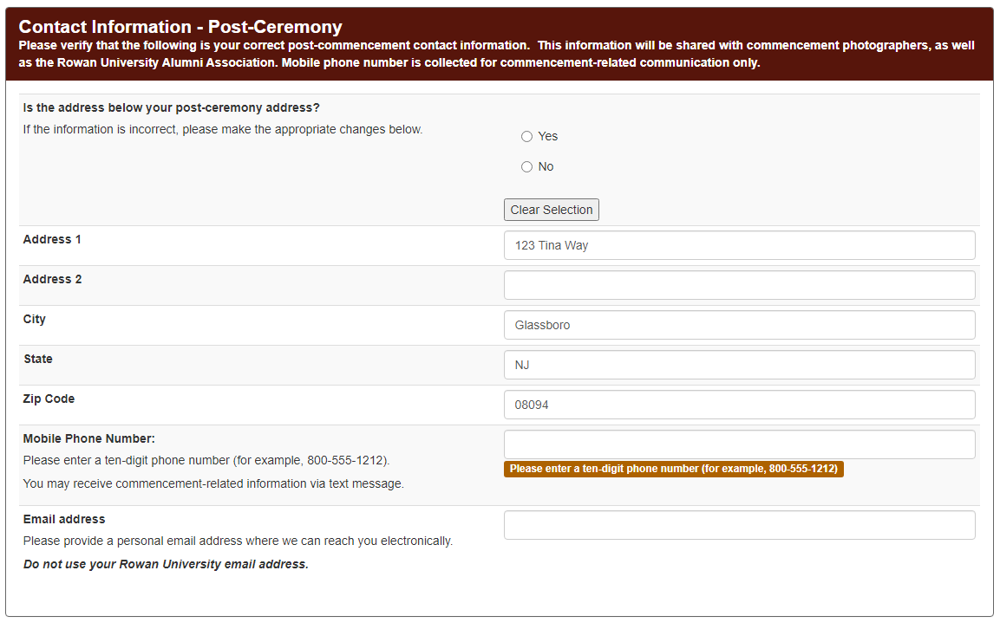 Contact Information - Post-Ceremony
Please verify that the following is your correct post-commencement contact information.  This information will be shared with commencement photographers, as well
as the Rowan University Alumni Association. Mobile phone number is collected for commencement-related communication only.
Is the address below your post-ceremony address?
If the information is incorrect, please make the appropriate changes below.
Yes
No
Clear Selection
Address 1
123 Tina Way
Address 2
City
Glassboro
State
NJ
Zip Code
08094
Mobile Phone Number:
Please enter a ten-digit phone number (for example, 800-555-1212).
Please enter a ten-digit phone number (for example, 800-555-1212)
You may receive commencement-related information via text message.
Email address
Please provide a personal email address where we can reach you electronically.
Do not use your Rowan University email address.